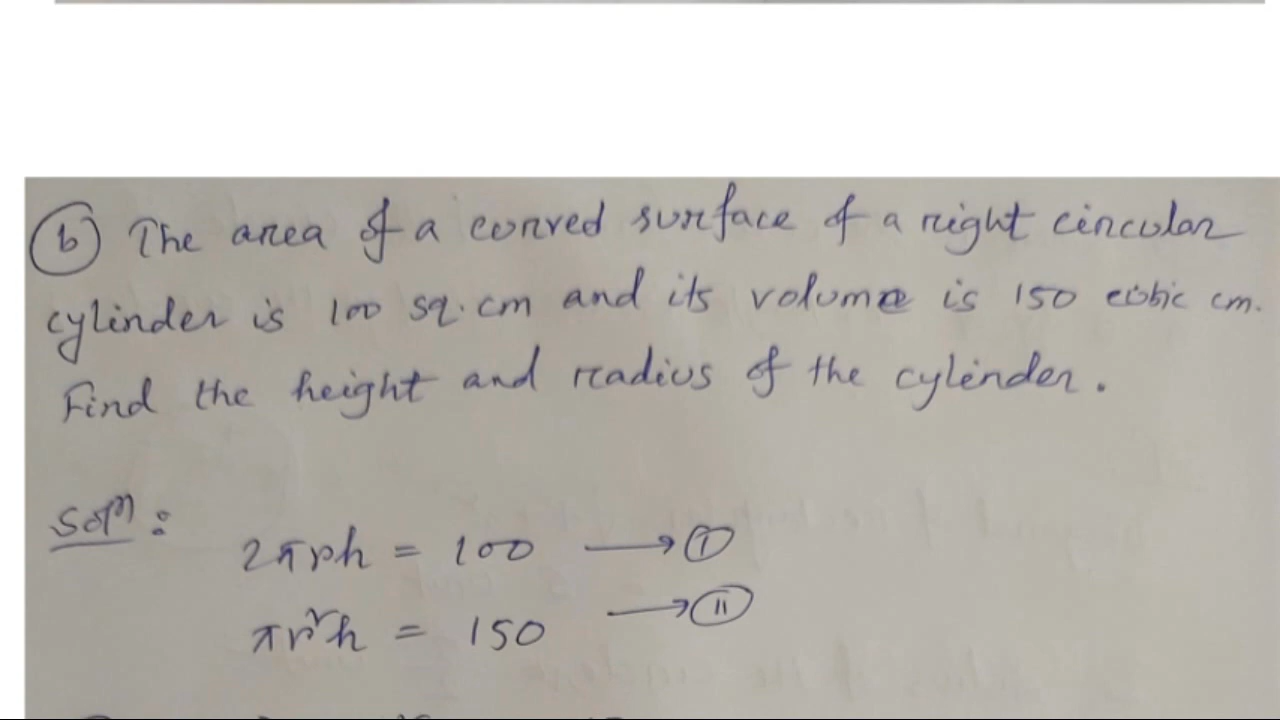 (b) The area of a curved surface of a right circular
cylinder is 100 sq. cm and its volume is 150 cubic cm.
Find the height and radius of the cylinder.
Solⁿ :
2πrh = 100 → (I)
πr²h = 150 → (II)